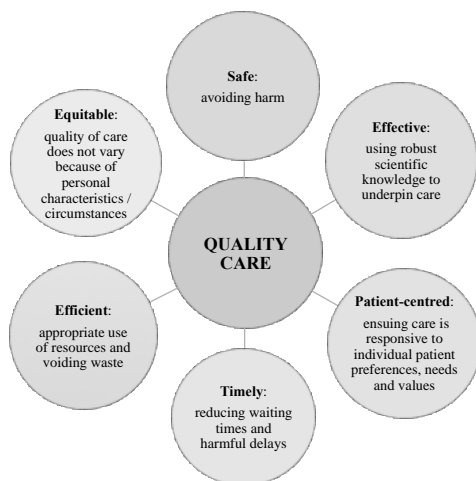 Safe:
avoiding harm
Effective:
using robust
scientific
knowledge to
underpin care
Patient-centred:
ensuing care is
responsive to
individual patient
preferences, needs
and values
Timely:
reducing waiting
times and
harmful delays
Efficient:
appropriate use
of resources and
voiding waste
Equitable:
quality of care
does not vary
because of
personal
characteristics /
circumstances
QUALITY
CARE